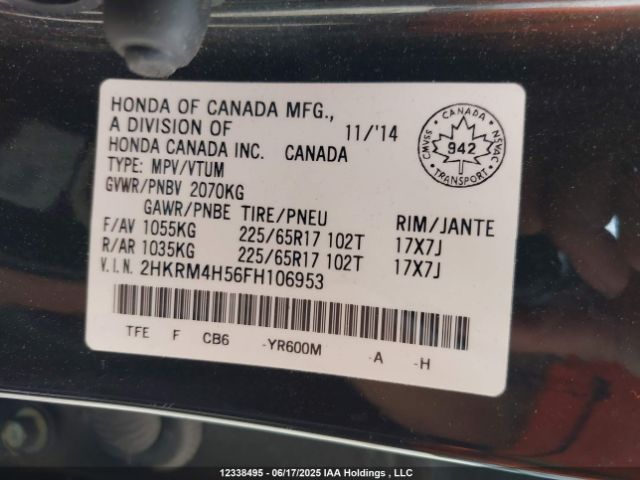 HONDA OF CANADA MFG.,
A DIVISION OF 11/'14
HONDA CANADA INC. CANADA
TYPE: MPV/VTUM
GVWR/PNBV 2070KG
GAWR/PNBE TIRE/PNEU RIM/JANTE
F/AV 1055KG 225/65R17 102T 17X7J
R/AR 1035KG 225/65R17 102T 17X7J
V.I.N. 2HKRM4H56FH106953
TFE F CB6 -YR600M -A -H
CANADA
CMVSS 942 NSVAC
TRANSPORT
12338495 - 06/17/2025 IAA Holdings , LLC